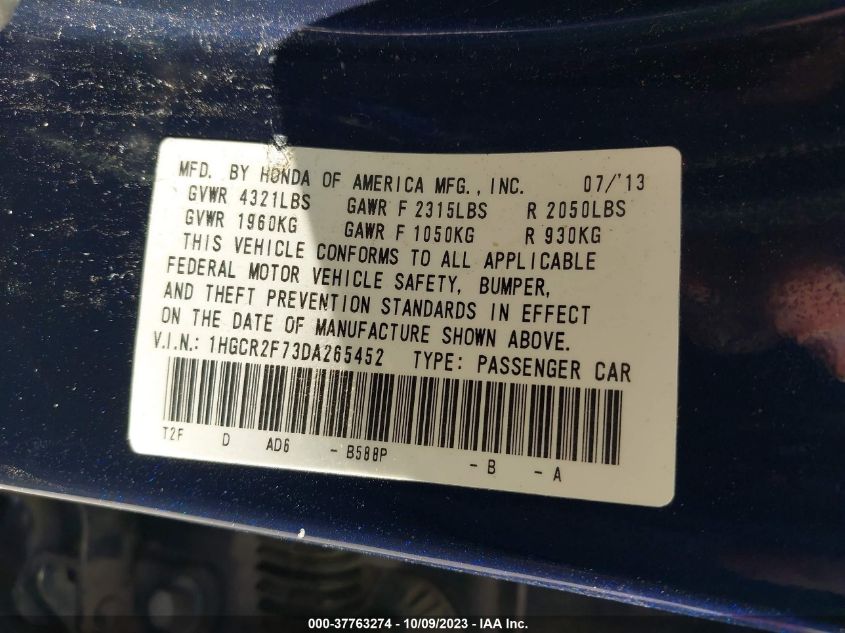 MFD. BY HONDA OF AMERICA MFG., INC. 07/'13
GVWR 4321LBS GAWR F 2315LBS R 2050LBS
GVWR 1960KG GAWR F 1050KG R 930KG
THIS VEHICLE CONFORMS TO ALL APPLICABLE
FEDERAL MOTOR VEHICLE SAFETY, BUMPER,
AND THEFT PREVENTION STANDARDS IN EFFECT
ON THE DATE OF MANUFACTURE SHOWN ABOVE.
V.I.N.: 1HGCR2F73DA265452 TYPE: PASSENGER CAR
T2F D AD6 - B588P - B - A
000-37763274 - 10/09/2023 - IAAI.com